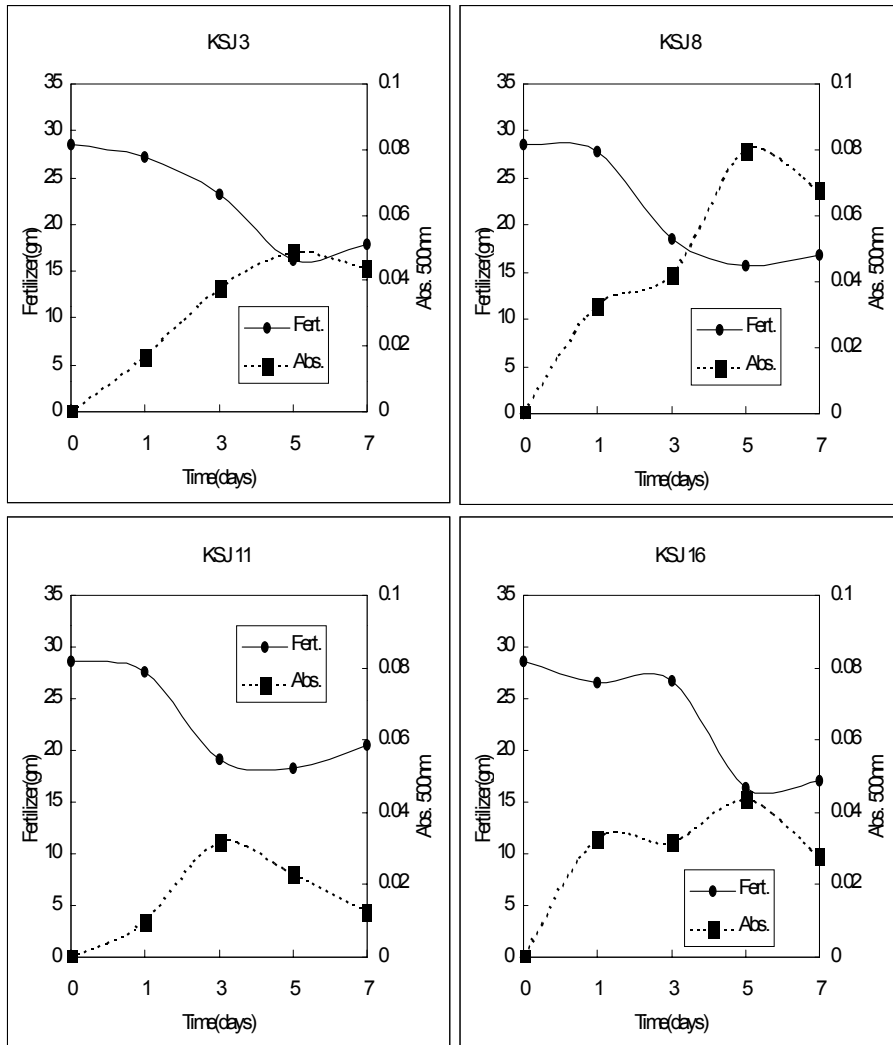 KSJ3
35
30
25
20
15
10
5
0
Fertilizer(gm)
0.1
0.08
0.06
0.04
0.02
0
Abs. 500nm
Fert.
Abs.
0 1 3 5 7
Time(days)
KSJ8
35
30
25
20
15
10
5
0
Fertilizer(gm)
0.1
0.08
0.06
0.04
0.02
0
Abs. 500nm
Fert.
Abs.
0 1 3 5 7
Time(days)
KSJ11
35
30
25
20
15
10
5
0
Fertilizer(gm)
0.1
0.08
0.06
0.04
0.02
0
Abs. 500nm
Fert.
Abs.
0 1 3 5 7
Time(days)
KSJ16
35
30
25
20
15
10
5
0
Fertilizer(gm)
0.1
0.08
0.06
0.04
0.02
0
Abs. 500nm
Fert.
Abs.
0 1 3 5 7
Time(days)